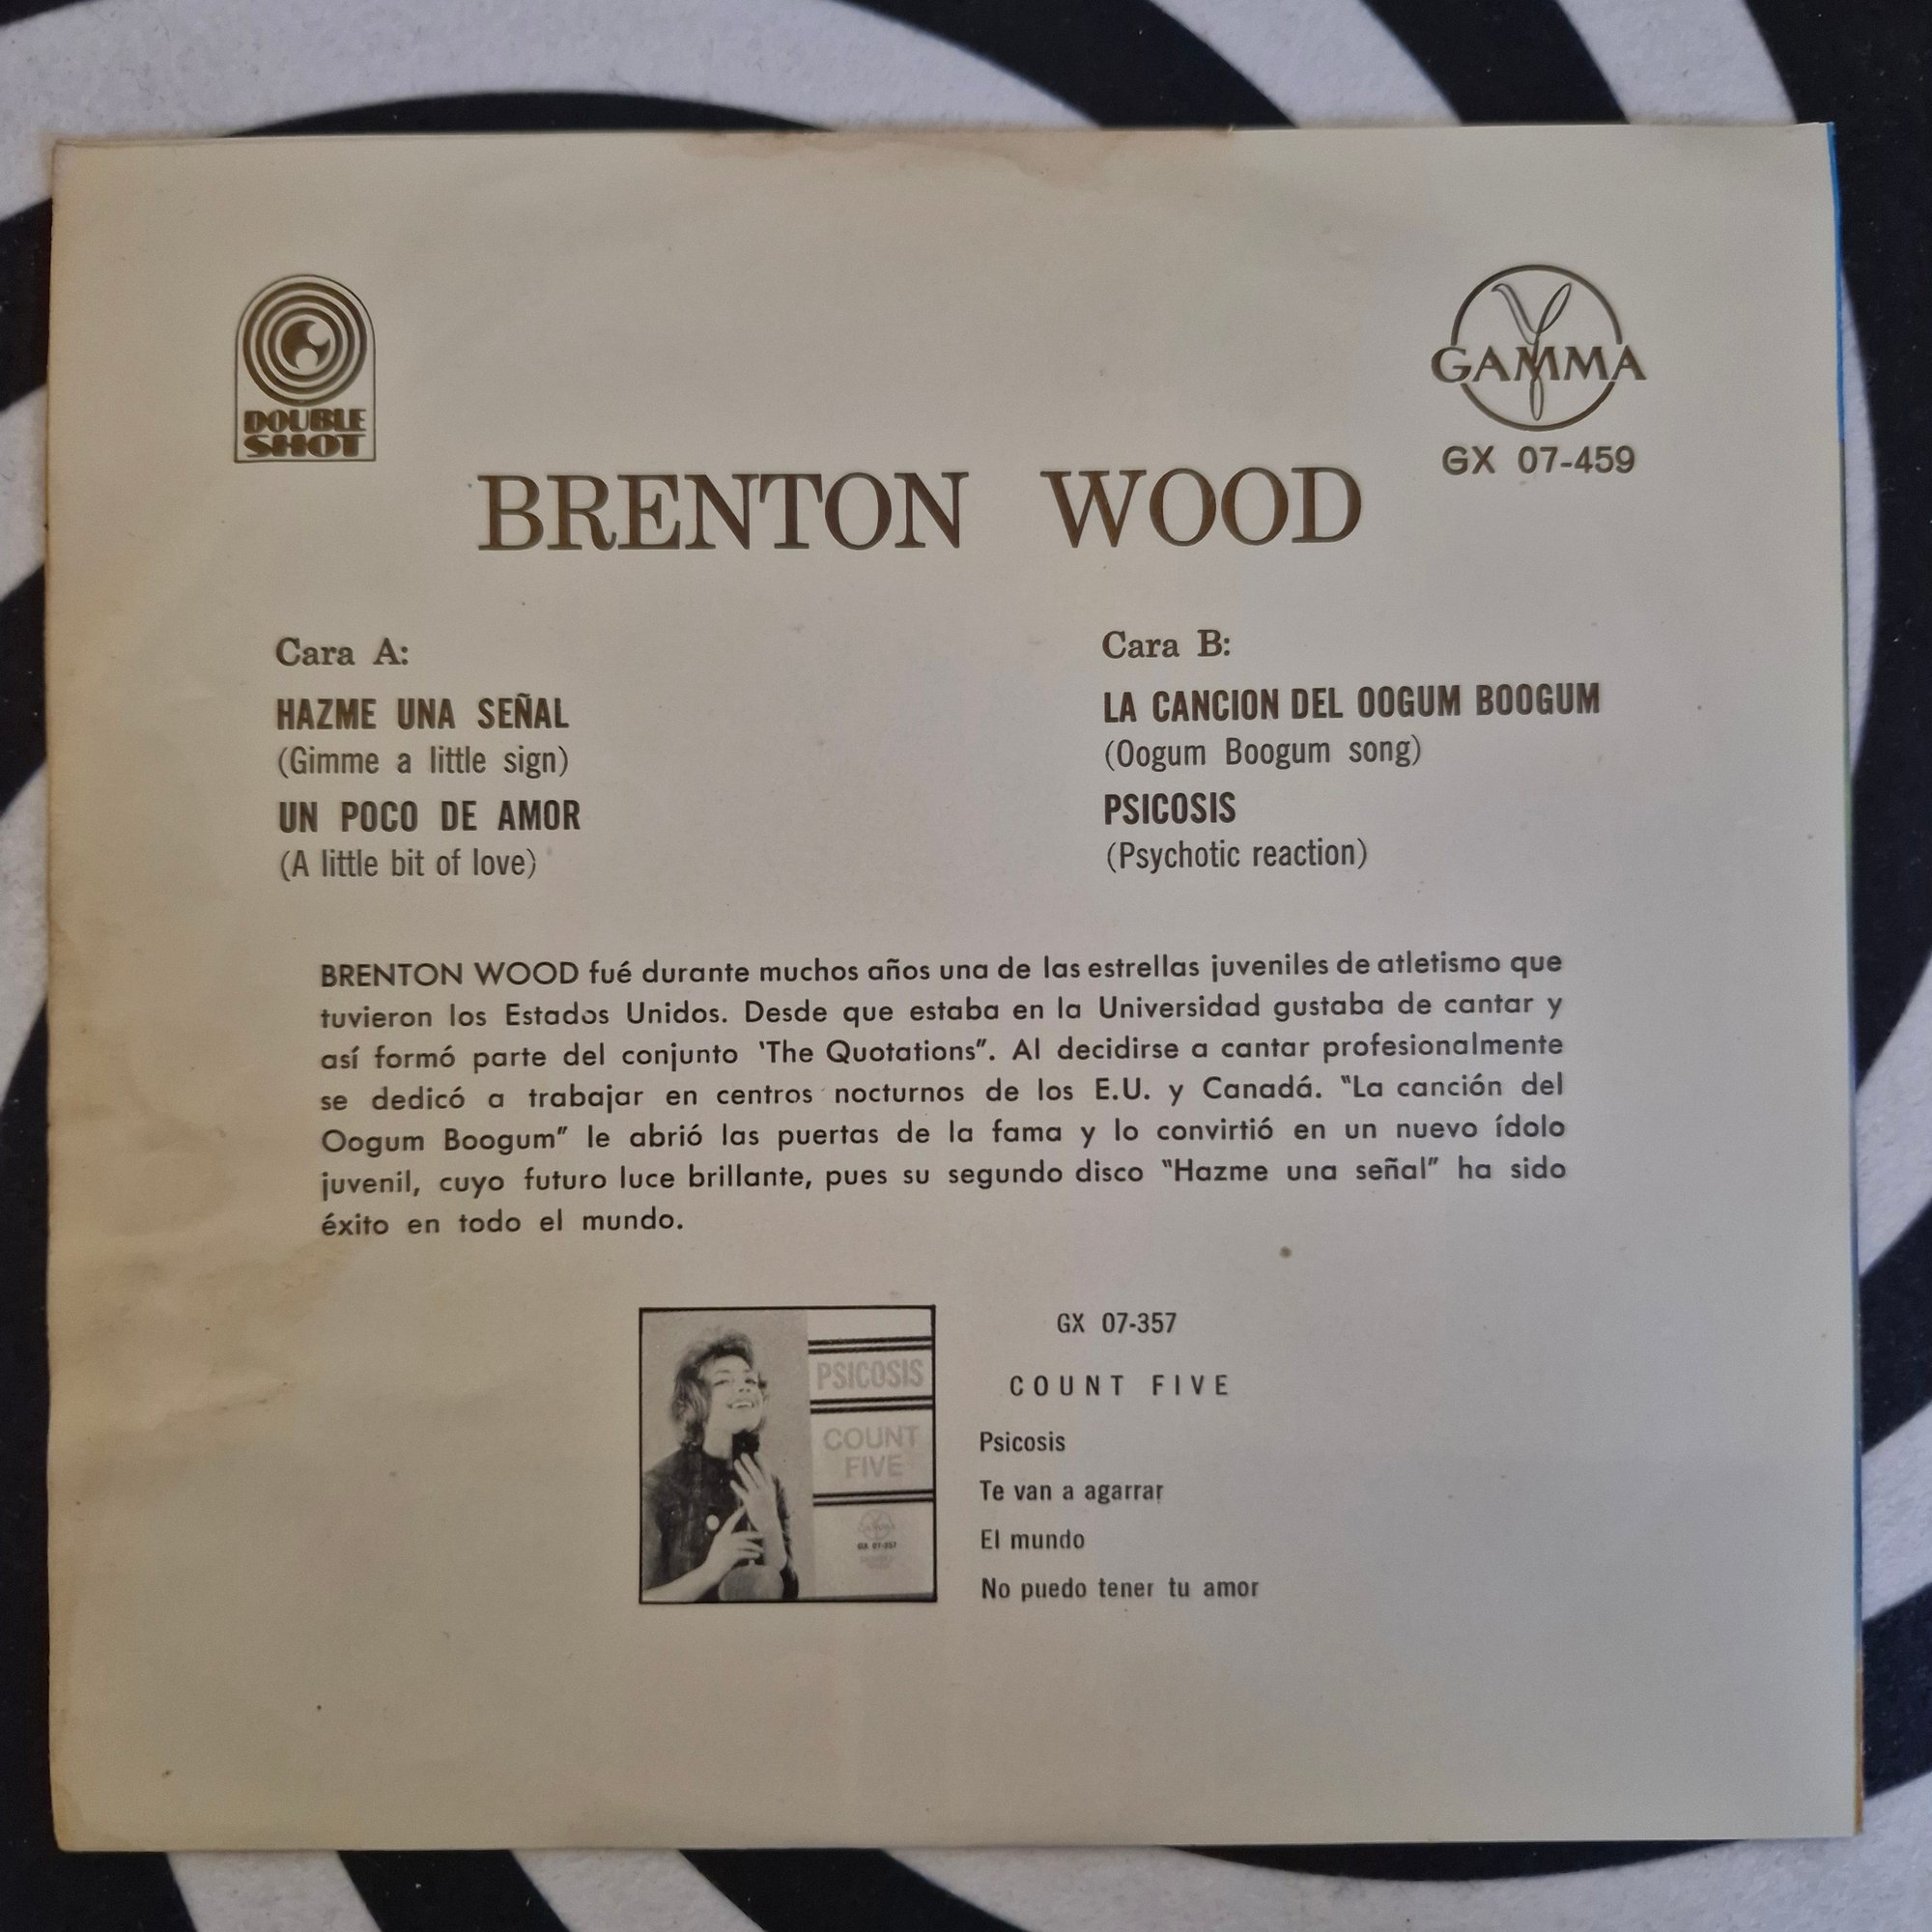 DOUBLE
SHOT
GAMMA
GX 07-459
BRENTON WOOD
Cara A:
HAZME UNA SEÑAL
(Gimme a little sign)
UN POCO DE AMOR
(A little bit of love)
Cara B:
LA CANCION DEL OOGUM BOOGUM
(Oogum Boogum song)
PSICOSIS
(Psychotic reaction)
BRENTON WOOD fué durante muchos años una de las estrellas juveniles de atletismo que
tuvieron los Estados Unidos. Desde que estaba en la Universidad gustaba de cantar y
así formó parte del conjunto 'The Quotations". Al decidirse a cantar profesionalmente
se dedicó a trabajar en centros nocturnos de los E.U. y Canadá. "La canción del
Oogum Boogum" le abrió las puertas de la fama y lo convirtió en un nuevo ídolo
juvenil, cuyo futuro luce brillante, pues su segundo disco "Hazme una señal" ha sido
éxito en todo el mundo.
PSICOSIS
COUNT
FIVE
GAMMA
GX 07-357
GX 07-357
COUNT FIVE
Psicosis
Te van a agarrar
El mundo
No puedo tener tu amor